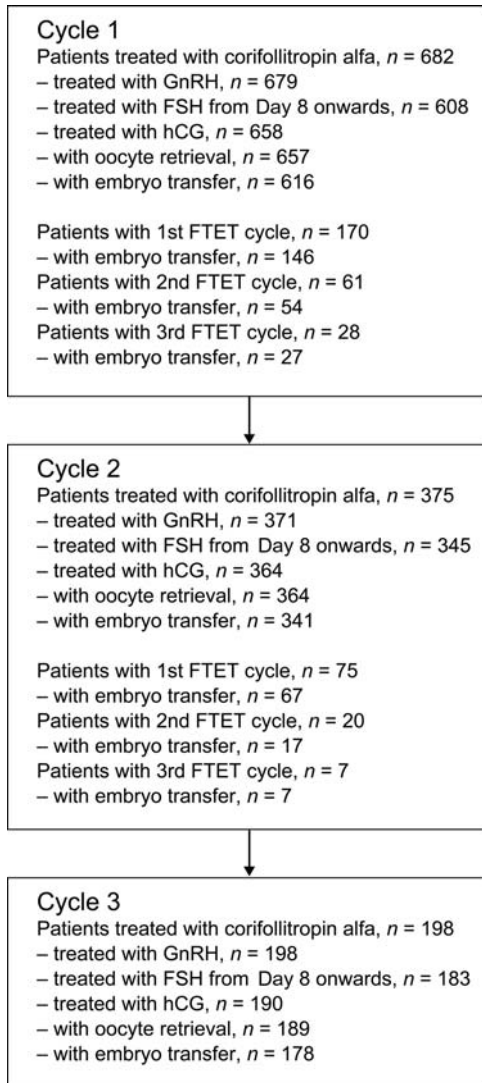 Cycle 1
Patients treated with corifollitropin alfa, n = 682
– treated with GnRH, n = 679
– treated with FSH from Day 8 onwards, n = 608
– treated with hCG, n = 658
– with oocyte retrieval, n = 657
– with embryo transfer, n = 616
Patients with 1st FTET cycle, n = 170
– with embryo transfer, n = 146
Patients with 2nd FTET cycle, n = 61
– with embryo transfer, n = 54
Patients with 3rd FTET cycle, n = 28
– with embryo transfer, n = 27
Cycle 2
Patients treated with corifollitropin alfa, n = 375
– treated with GnRH, n = 371
– treated with FSH from Day 8 onwards, n = 345
– treated with hCG, n = 364
– with oocyte retrieval, n = 364
– with embryo transfer, n = 341
Patients with 1st FTET cycle, n = 75
– with embryo transfer, n = 67
Patients with 2nd FTET cycle, n = 20
– with embryo transfer, n = 17
Patients with 3rd FTET cycle, n = 7
– with embryo transfer, n = 7
Cycle 3
Patients treated with corifollitropin alfa, n = 198
– treated with GnRH, n = 198
– treated with FSH from Day 8 onwards, n = 183
– treated with hCG, n = 190
– with oocyte retrieval, n = 189
– with embryo transfer, n = 178